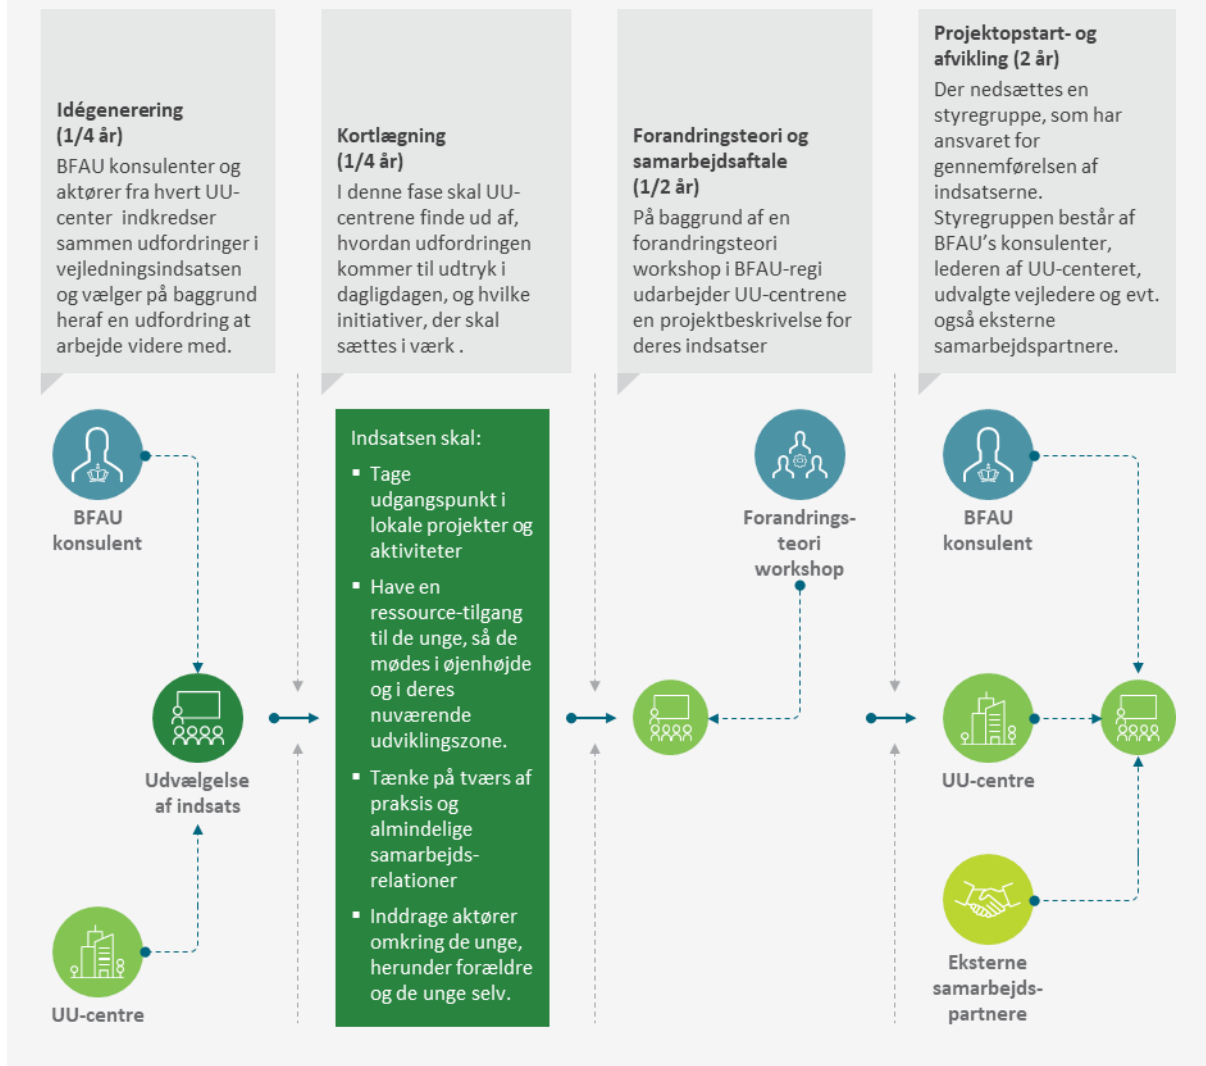 Idégenerering
(1/4 år)
BFAU konsulenter og
aktører fra hvert UU-
center indkredser
sammen udfordringer i
vejledningsindsatsen
og vælger på baggrund
heraf en udfordring at
arbejde videre med.
Kortlægning
(1/4 år)
I denne fase skal UU-
centrene finde ud af,
hvordan udfordringen
kommer til udtryk i
dagligdagen, og hvilke
initiativer, der skal
sættes i værk .
Forandringsteori og
samarbejdsaftale
(1/2 år)
På baggrund af en
forandringsteori
workshop i BFAU-regi
udarbejder UU-centrene
en projektbeskrivelse for
deres indsatser
Projektopstart- og
afvikling (2 år)
Der nedsættes en
styregruppe, som har
ansvaret for
gennemførelsen af
indsatserne.
Styregruppen består af
BFAU's konsulenter,
lederen af UU-centeret,
udvalgte vejledere og evt.
også eksterne
samarbejdspartnere.
BFAU
konsulent
Udvælgelse
af indsats
UU-centre
Indsatsen skal:
▪ Tage
udgangspunkt i
lokale projekter og
aktiviteter
▪ Have en
ressource-tilgang
til de unge, så de
mødes i øjenhøjde
og i deres
nuværende
udviklingszone.
▪ Tænke på tværs af
praksis og
almindelige
samarbejds-
relationer
▪ Inddrage aktører
omkring de unge,
herunder forældre
og de unge selv.
Forandrings-
teori
workshop
BFAU
konsulent
UU-centre
Eksterne
samarbejds-
partnere